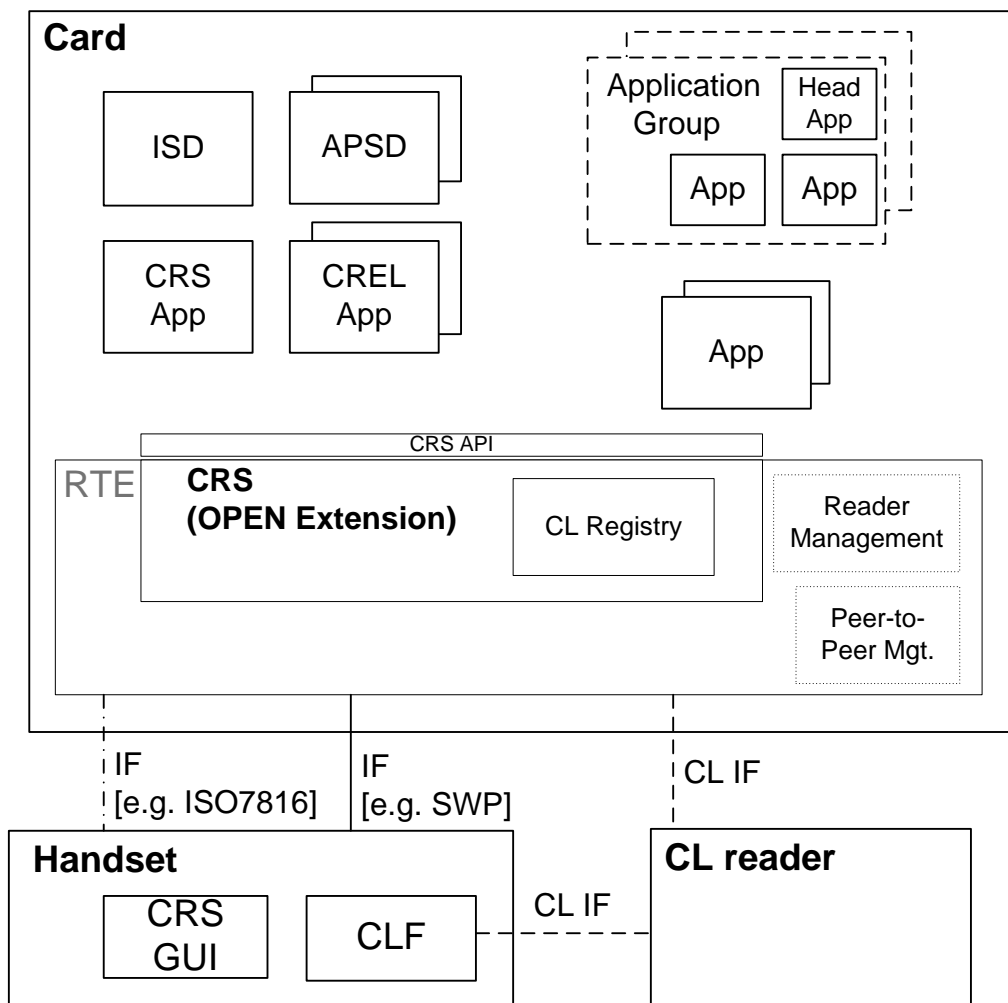 Card
ISD
APSD
Application
Group
Head
App
App
App
CRS
App
CREL
App
App
CRS API
RTE
CRS
(OPEN Extension)
CL Registry
Reader
Management
Peer-to-
Peer Mgt.
IF
[e.g. ISO7816]
IF
[e.g. SWP]
CL IF
Handset
CRS
GUI
CLF
CL IF
CL reader